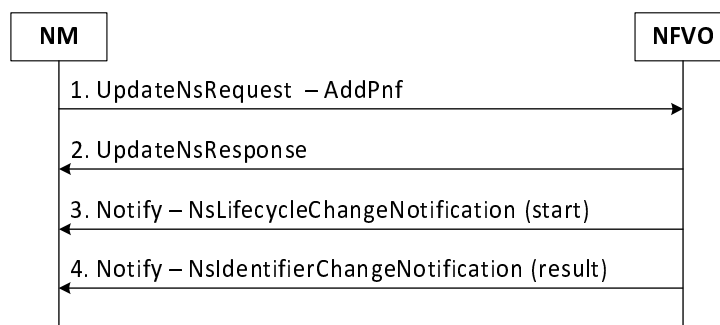 NM
NFVO
1. UpdateNsRequest – AddPnf
2. UpdateNsResponse
3. Notify – NsLifecycleChangeNotification (start)
4. Notify – NsIdentifierChangeNotification (result)